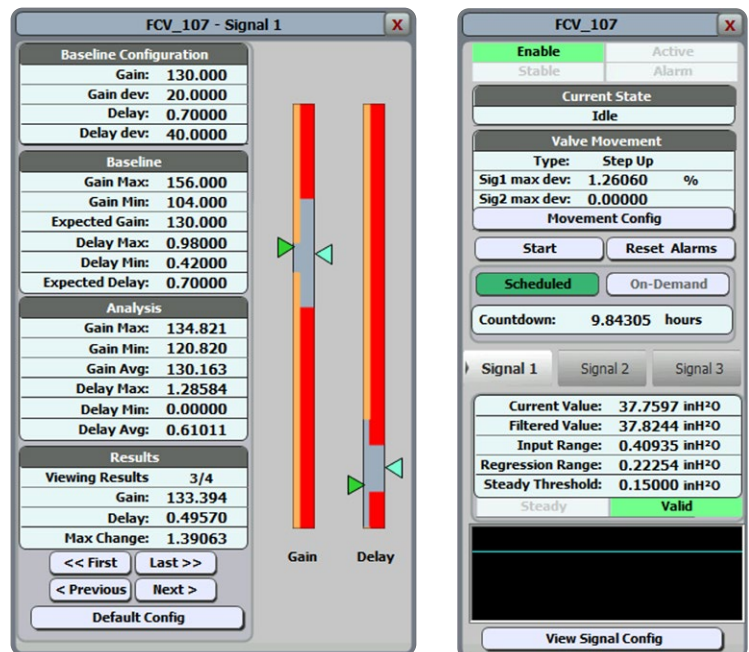 FCV_107 - Signal 1 X
Baseline Configuration
Gain: 130.000
Gain dev: 20.0000
Delay: 0.70000
Delay dev: 40.0000
Baseline
Gain Max: 156.000
Gain Min: 104.000
Expected Gain: 130.000
Delay Max: 0.98000
Delay Min: 0.42000
Expected Delay: 0.70000
Analysis
Gain Max: 134.821
Gain Min: 120.820
Gain Avg: 130.163
Delay Max: 1.28584
Delay Min: 0.00000
Delay Avg: 0.61011
Results
Viewing Results 3/4
Gain: 133.394
Delay: 0.49570
Max Change: 1.39063
<< First Last >>
< Previous Next >
Default Config
Gain Delay
FCV_107 X
Enable Active
Stable Alarm
Current State
Idle
Valve Movement
Type: Step Up
Sig1 max dev: 1.26060 %
Sig2 max dev: 0.00000
Movement Config
Start Reset Alarms
Scheduled On-Demand
Countdown: 9.84305 hours
Signal 1 Signal 2 Signal 3
Current Value: 37.7597 inH²O
Filtered Value: 37.8244 inH²O
Input Range: 0.40935 inH²O
Regression Range: 0.22254 inH²O
Steady Threshold: 0.15000 inH²O
Steady Valid
View Signal Config